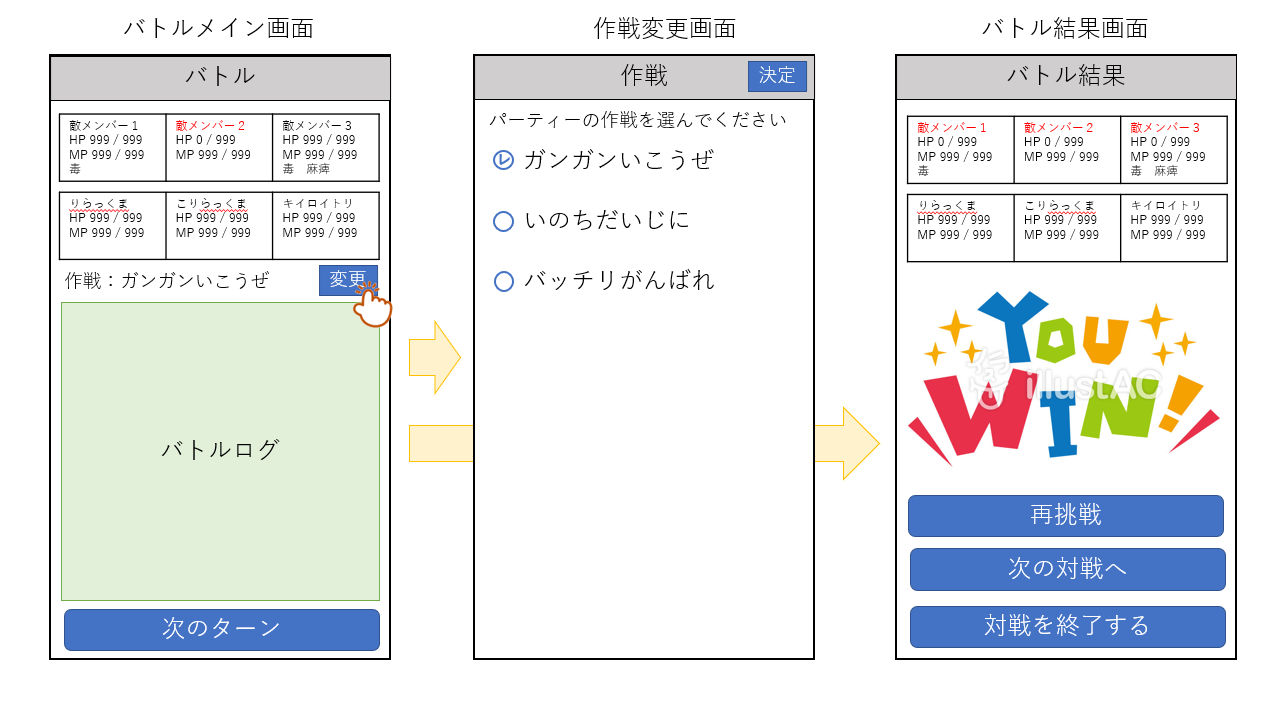 バトルメイン画面
バトル
敵メンバー１
HP 999 / 999
MP 999 / 999
毒
敵メンバー２
HP 0 / 999
MP 999 / 999
敵メンバー３
HP 999 / 999
MP 999 / 999
毒　麻痺
りらっくま
HP 999 / 999
MP 999 / 999
こりらっくま
HP 999 / 999
MP 999 / 999
キイロイトリ
HP 999 / 999
MP 999 / 999
作戦：ガンガンいこうぜ
変更
バトルログ
次のターン
作戦変更画面
作戦
決定
パーティーの作戦を選んでください
ガンガンいこうぜ
いのちだいじに
バッチリがんばれ
バトル結果画面
バトル結果
敵メンバー１
HP 0 / 999
MP 999 / 999
毒
敵メンバー２
HP 0 / 999
MP 999 / 999
敵メンバー３
HP 0 / 999
MP 999 / 999
毒　麻痺
りらっくま
HP 999 / 999
MP 999 / 999
こりらっくま
HP 999 / 999
MP 999 / 999
キイロイトリ
HP 999 / 999
MP 999 / 999
YOU
WIN!
illustAC
再挑戦
次の対戦へ
対戦を終了する